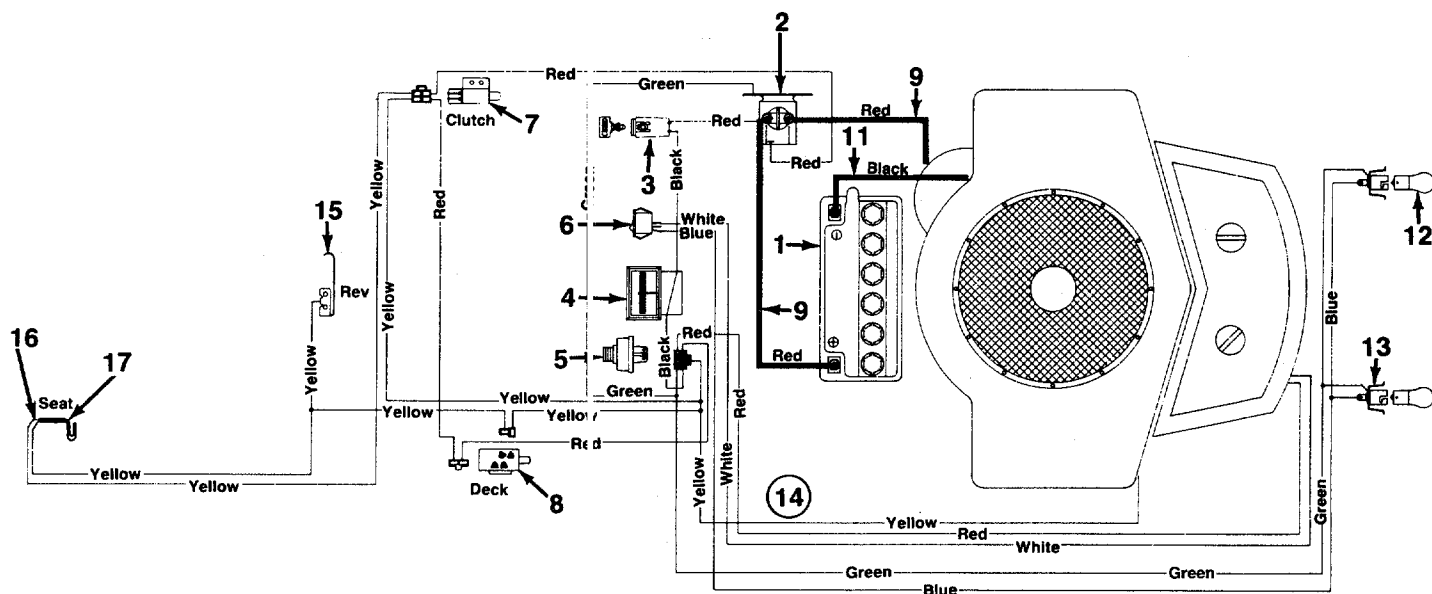 2
Red
Green
9
Red
Clutch
7
Red
3
Black
Red
11
Black
Yellow
Red
15
Rev
White
Blue
6
1
12
Yellow
4
9
Blue
Red
Black
5
Red
13
16
17
Seat
Yellow
Green
Yellow
Yellow
Yellow
Red
Red
White
Yellow
Yellow
Yellow
Deck
8
14
Yellow
Red
White
Green
Green
Green
Blue